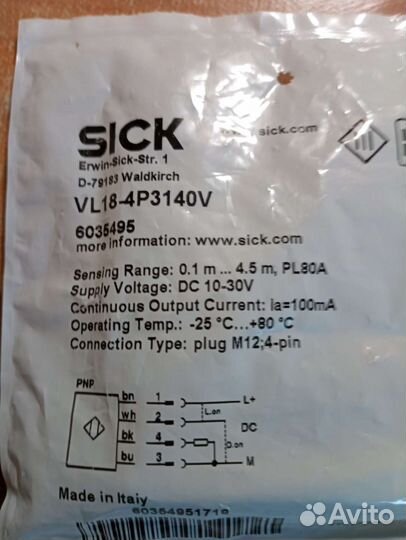 SICK
www.sick.com
Erwin-Sick-Str. 1
D-79183 Waldkirch
VL18-4P3140V
6035495
more information: www.sick.com
Sensing Range: 0.1 m ... 4.5 m, PL80A
Supply Voltage: DC 10-30V
Continuous Output Current: Ia=100mA
Operating Temp.: -25 °C...+80 °C
Connection Type: plug M12;4-pin
PNP
bn 1 L+
wh 2 L.on
DC
bk 4 D.on
bu 3 M
Made in Italy
Avito